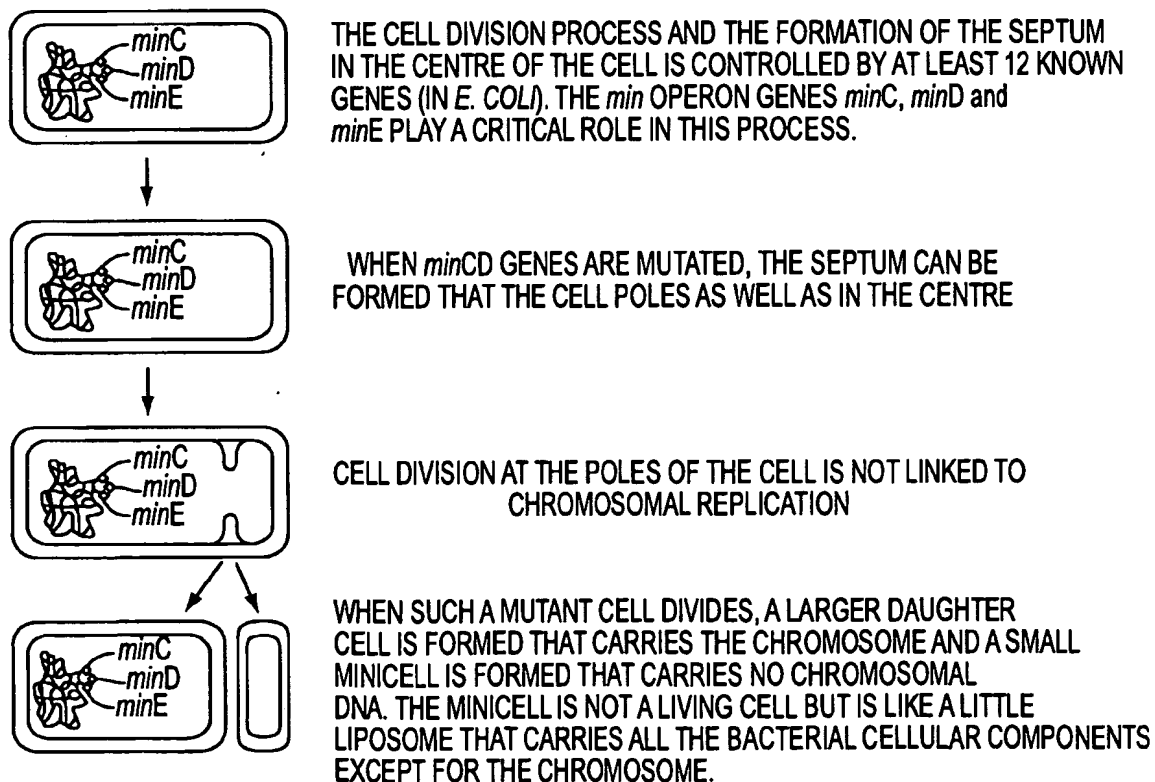 minC
minD
minE
THE CELL DIVISION PROCESS AND THE FORMATION OF THE SEPTUM
IN THE CENTRE OF THE CELL IS CONTROLLED BY AT LEAST 12 KNOWN
GENES (IN E. COLI). THE min OPERON GENES minC, minD and
minE PLAY A CRITICAL ROLE IN THIS PROCESS.
minC
minD
minE
WHEN minCD GENES ARE MUTATED, THE SEPTUM CAN BE
FORMED THAT THE CELL POLES AS WELL AS IN THE CENTRE
minC
minD
minE
CELL DIVISION AT THE POLES OF THE CELL IS NOT LINKED TO
CHROMOSOMAL REPLICATION
minC
minD
minE
WHEN SUCH A MUTANT CELL DIVIDES, A LARGER DAUGHTER
CELL IS FORMED THAT CARRIES THE CHROMOSOME AND A SMALL
MINICELL IS FORMED THAT CARRIES NO CHROMOSOMAL
DNA. THE MINICELL IS NOT A LIVING CELL BUT IS LIKE A LITTLE
LIPOSOME THAT CARRIES ALL THE BACTERIAL CELLULAR COMPONENTS
EXCEPT FOR THE CHROMOSOME.